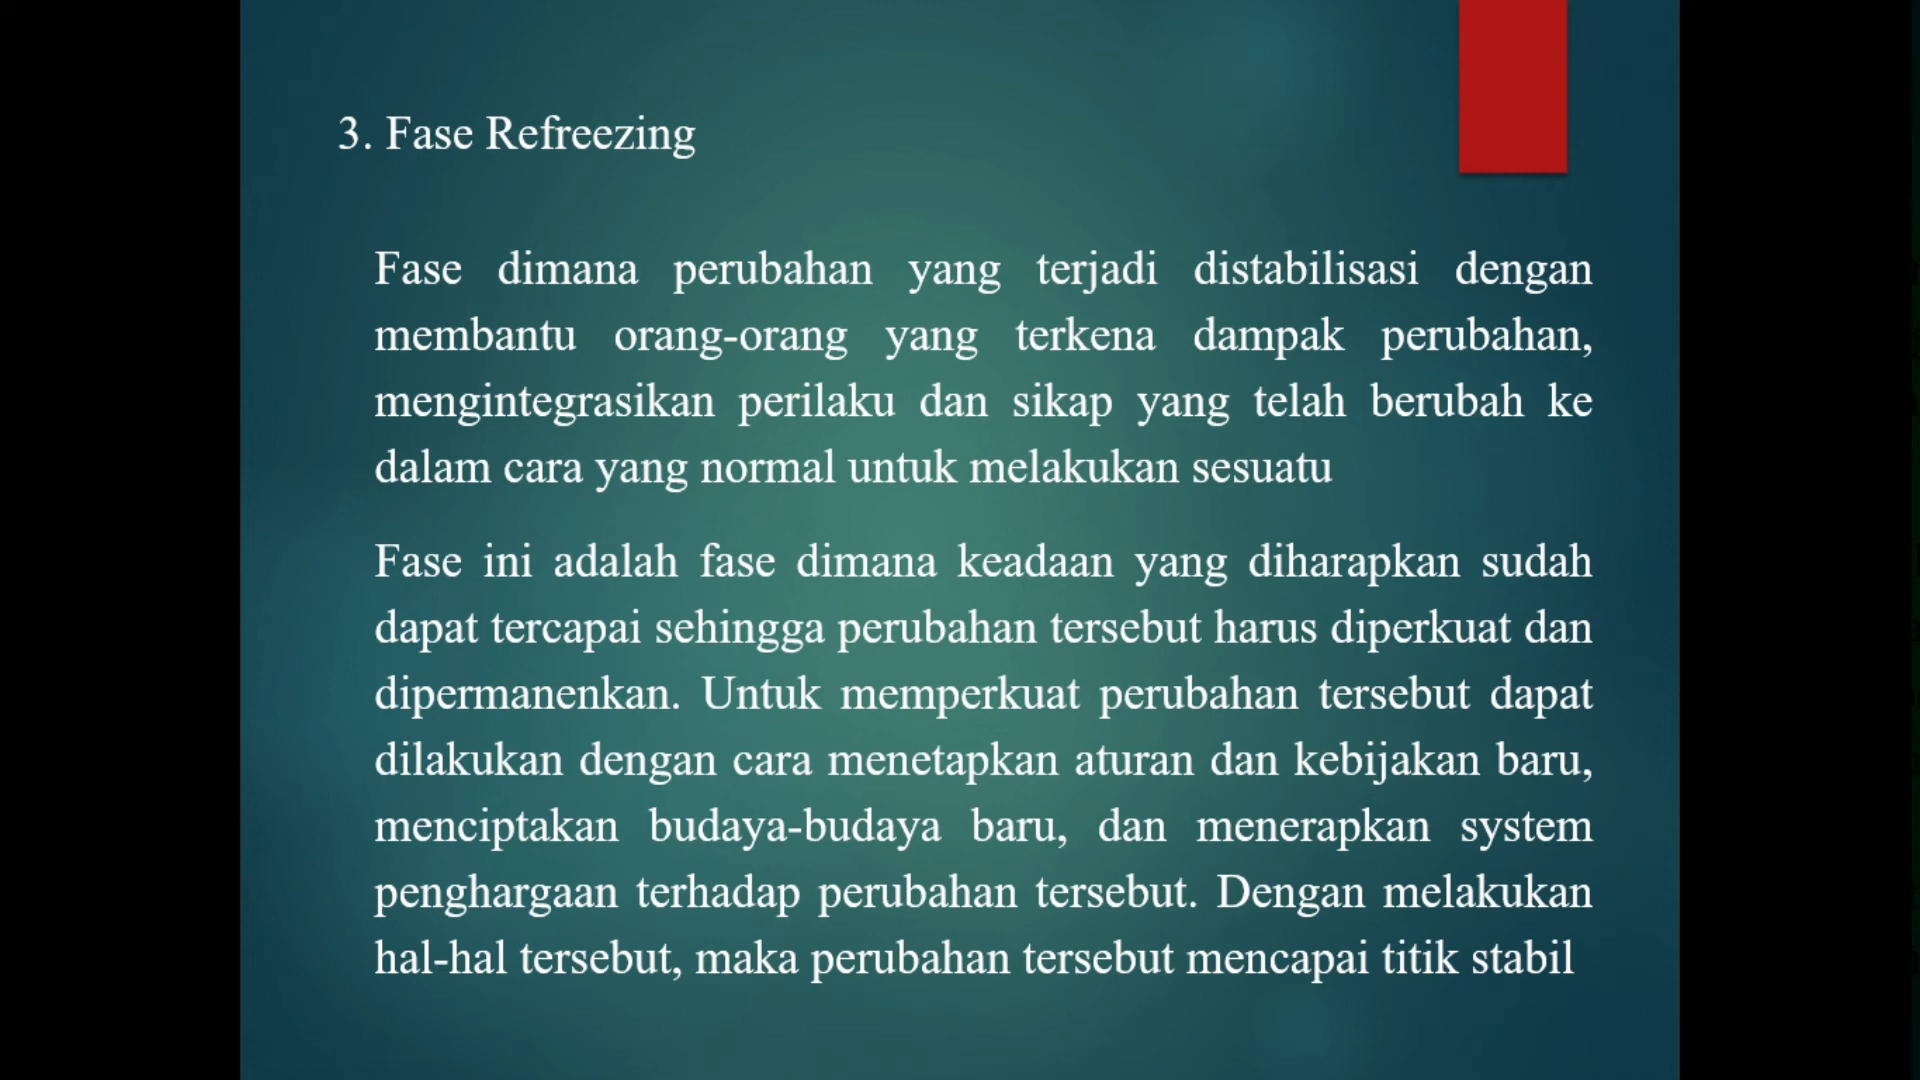 3. Fase Refreezing
Fase dimana perubahan yang terjadi distabilisasi dengan
membantu orang-orang yang terkena dampak perubahan,
mengintegrasikan perilaku dan sikap yang telah berubah ke
dalam cara yang normal untuk melakukan sesuatu
Fase ini adalah fase dimana keadaan yang diharapkan sudah
dapat tercapai sehingga perubahan tersebut harus diperkuat dan
dipermanenkan. Untuk memperkuat perubahan tersebut dapat
dilakukan dengan cara menetapkan aturan dan kebijakan baru,
menciptakan budaya-budaya baru, dan menerapkan system
penghargaan terhadap perubahan tersebut. Dengan melakukan
hal-hal tersebut, maka perubahan tersebut mencapai titik stabil